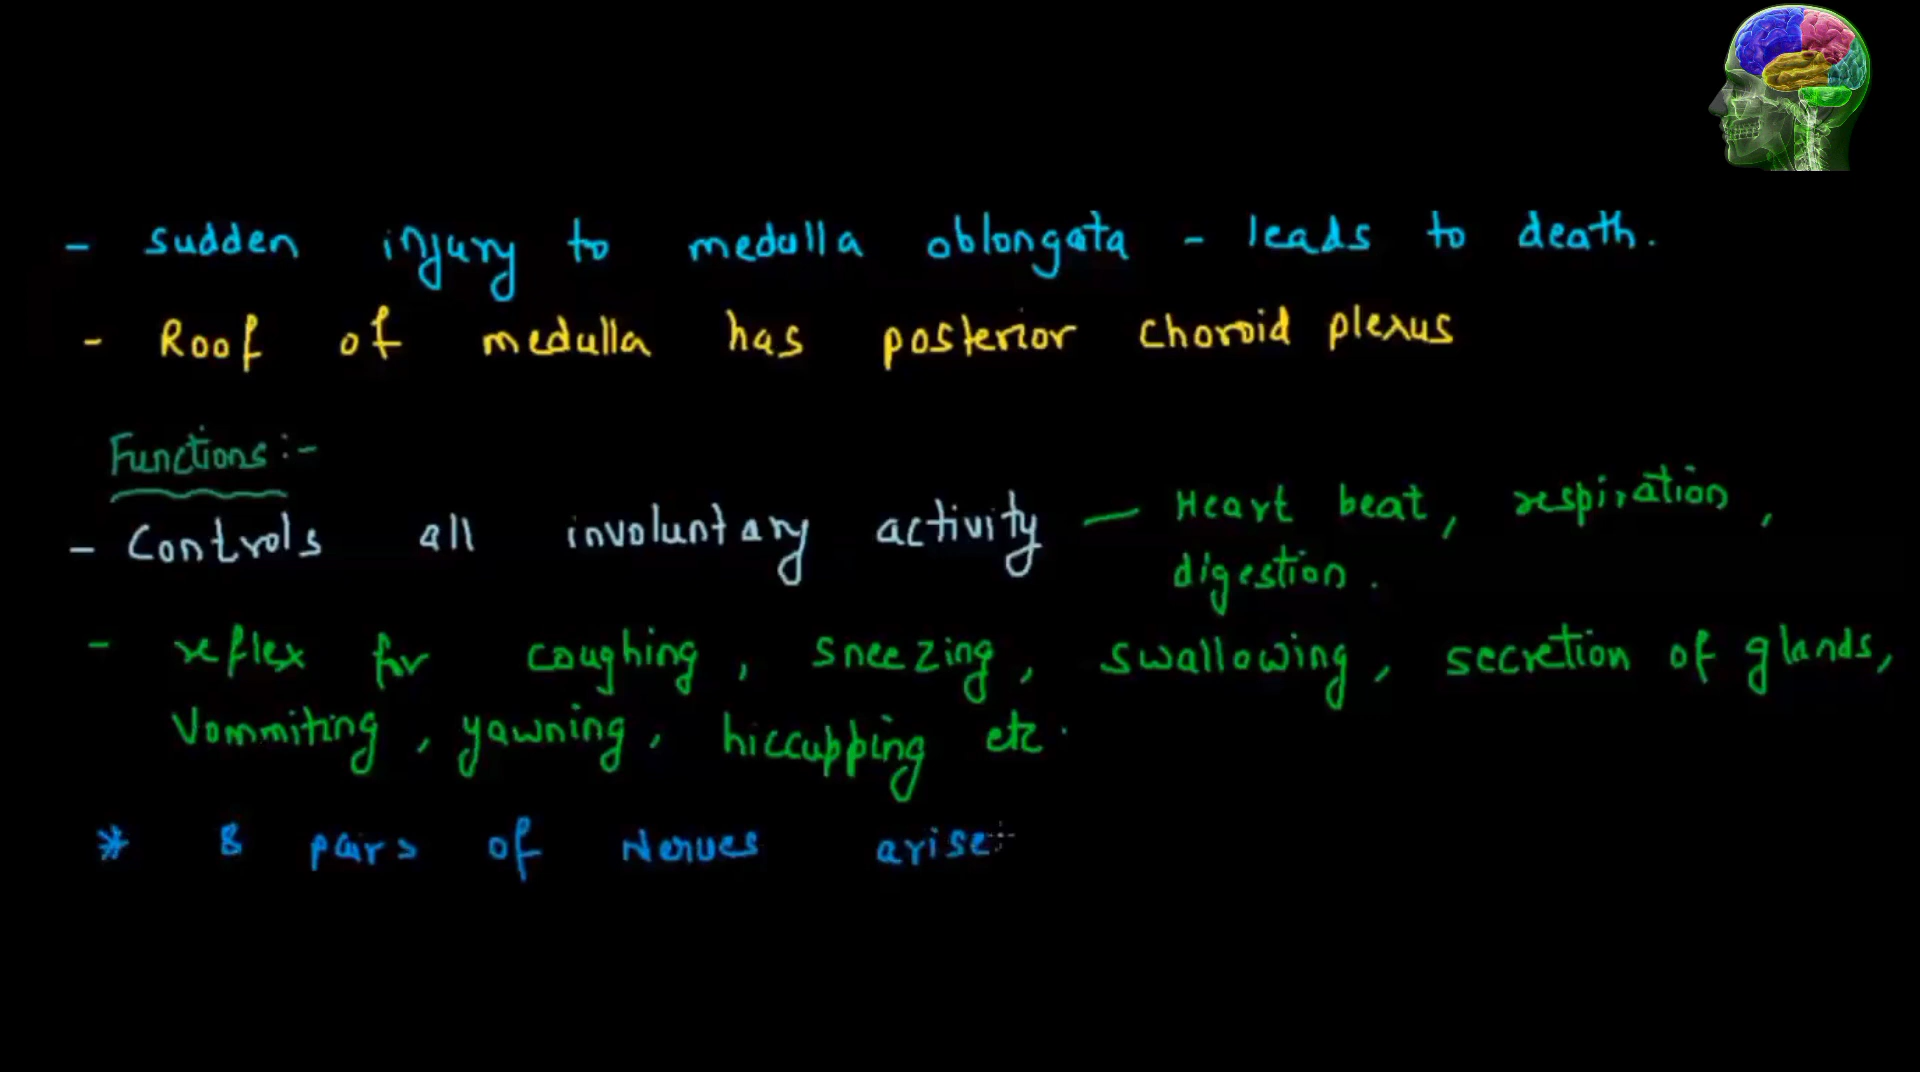 - sudden injury to medulla oblongata - leads to death.
- Roof of medulla has posterior choroid plexus
Functions :-
- Controls all involuntary activity — Heart beat, respiration,
digestion.
- reflex for coughing, sneezing, swallowing, secretion of glands,
Vommiting, yawning, hiccupping etc.
* 8 pairs of Nerves arise